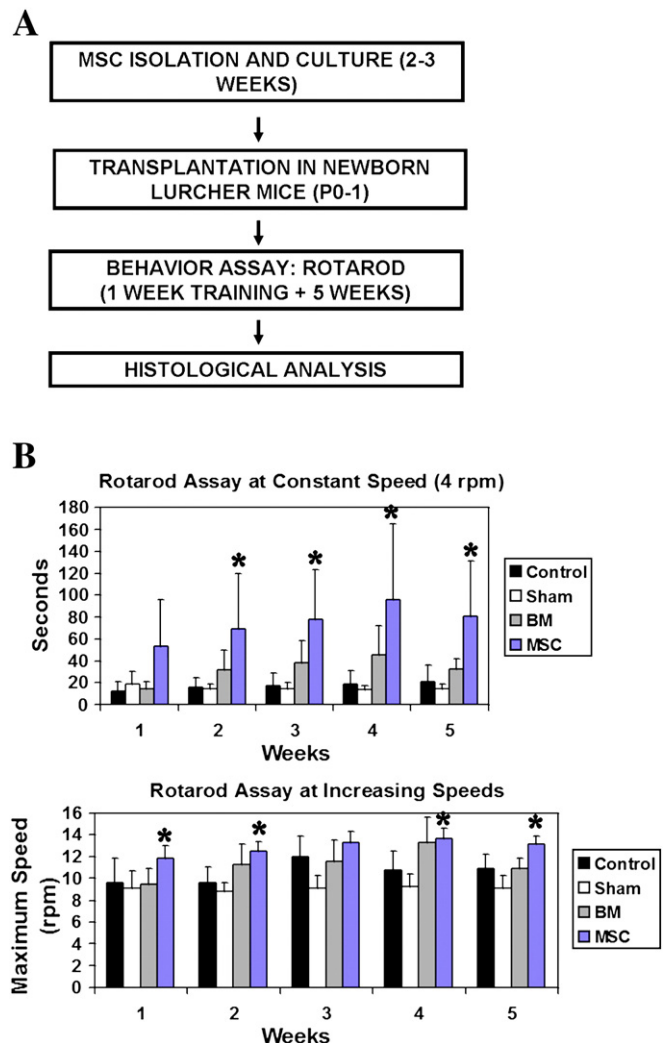 A
MSC ISOLATION AND CULTURE (2-3
WEEKS)
TRANSPLANTATION IN NEWBORN
LURCHER MICE (P0-1)
BEHAVIOR ASSAY: ROTAROD
(1 WEEK TRAINING + 5 WEEKS)
HISTOLOGICAL ANALYSIS
B
Rotarod Assay at Constant Speed (4 rpm)
Seconds
180
160
140
120
100
80
60
40
20
0
* * * *
1 2 3 4 5
Weeks
Control
Sham
BM
MSC
Rotarod Assay at Increasing Speeds
Maximum Speed
(rpm)
16
14
12
10
8
6
4
2
0
* * * *
1 2 3 4 5
Weeks
Control
Sham
BM
MSC